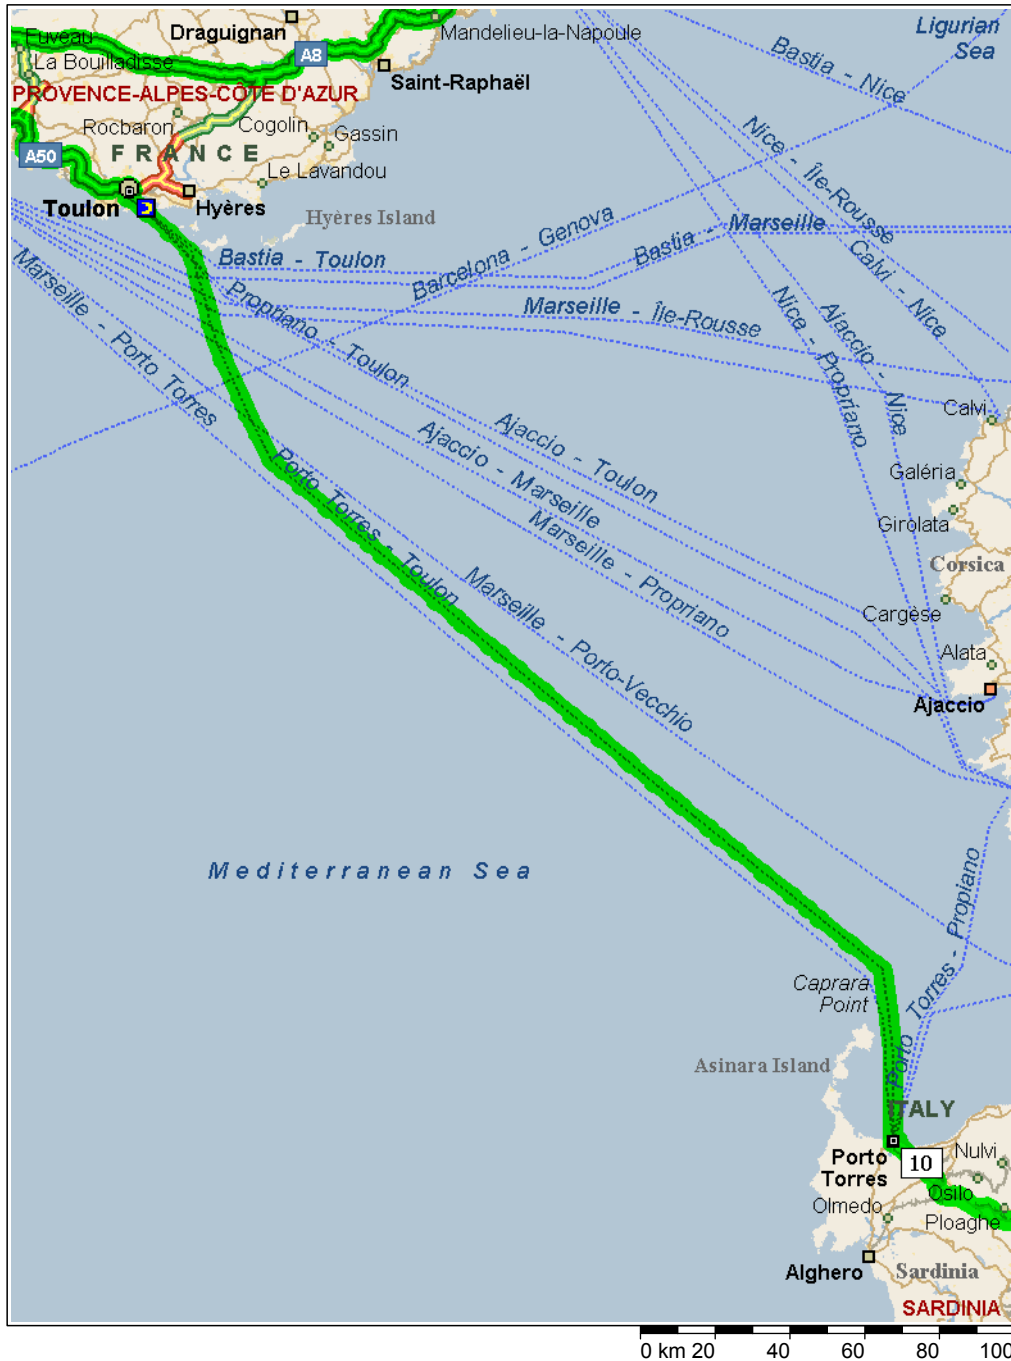 Draguignan
Mandelieu-la-Napoule
Ligurian
Sea
Fuveau
A8
La Bouilladisse
Saint-Raphaël
Bastia - Nice
PROVENCE-ALPES-CÔTE D'AZUR
Rocbaron
Cogolin
Gassin
Nice - Île-Rousse
A50
FRANCE
Le Lavandou
Toulon
Hyères
Hyères Island
Bastia - Toulon
Barcelona - Genova
Bastia - Marseille
Calvi - Nice
Marseille - Porto Torres
Propriano - Toulon
Marseille - Île-Rousse
Nice - Propriano
Ajaccio - Nice
Calvi
Ajaccio - Toulon
Ajaccio - Marseille
Galéria
Porto Torres - Toulon
Marseille - Propriano
Girolata
Corsica
Marseille - Porto-Vecchio
Cargèse
Alata
Ajaccio
Mediterranean Sea
Porto Torres - Propiano
Caprara
Point
Asinara Island
ITALY
Porto
Torres
10
Nulvi
Osilo
Olmedo
Ploaghe
Alghero
Sardinia
SARDINIA
0 km 20 40 60 80 100